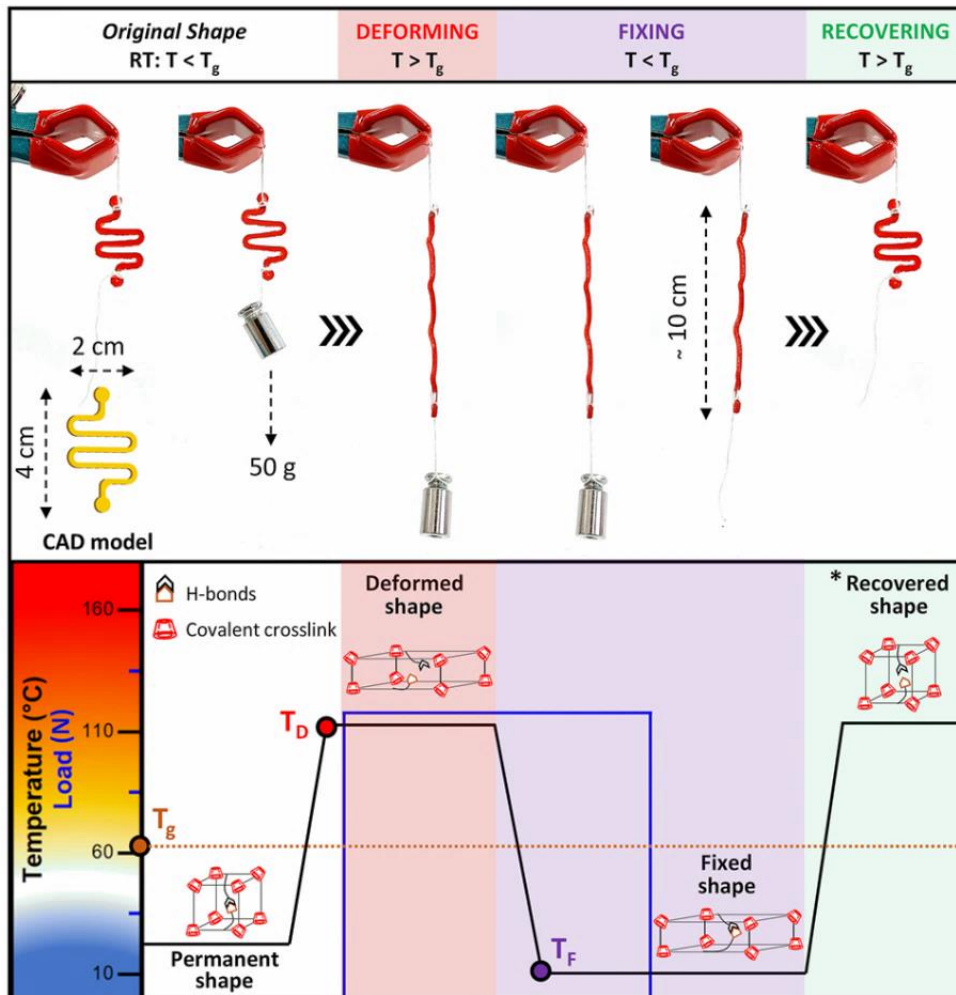 Original Shape
RT: T < Tg
DEFORMING
T > Tg
FIXING
T < Tg
RECOVERING
T > Tg
2 cm
4 cm
CAD model
50 g
~ 10 cm
Temperature (°C)
Load (N)
160
110
60
10
H-bonds
Covalent crosslink
Deformed
shape
* Recovered
shape
TD
Tg
Permanent
shape
TF
Fixed
shape